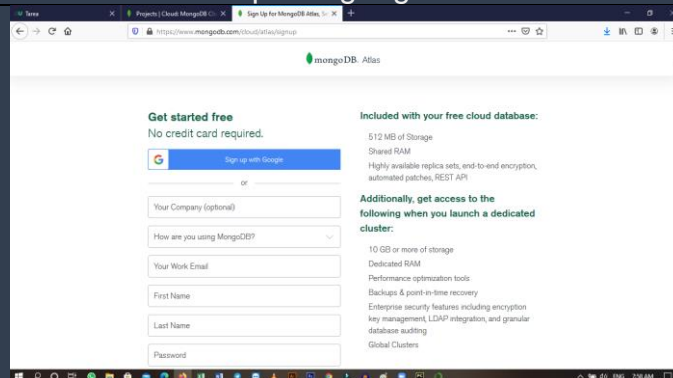 Tarea
Projects | Cloud: MongoDB Cl
Sign Up for MongoDB Atlas,
https://www.mongodb.com/cloud/atlas/signup
mongoDB. Atlas
Get started free
No credit card required.
Sign up with Google
or
Your Company (optional)
How are you using MongoDB?
Your Work Email
First Name
Last Name
Password
Included with your free cloud database:
512 MB of Storage
Shared RAM
Highly available replica sets, end-to-end encryption,
automated patches, REST API
Additionally, get access to the
following when you launch a dedicated
cluster:
10 GB or more of storage
Dedicated RAM
Performance optimization tools
Backups & point-in-time recovery
Enterprise security features including encryption
key management, LDAP integration, and granular
database auditing
Global Clusters
ENG
7:58 AM